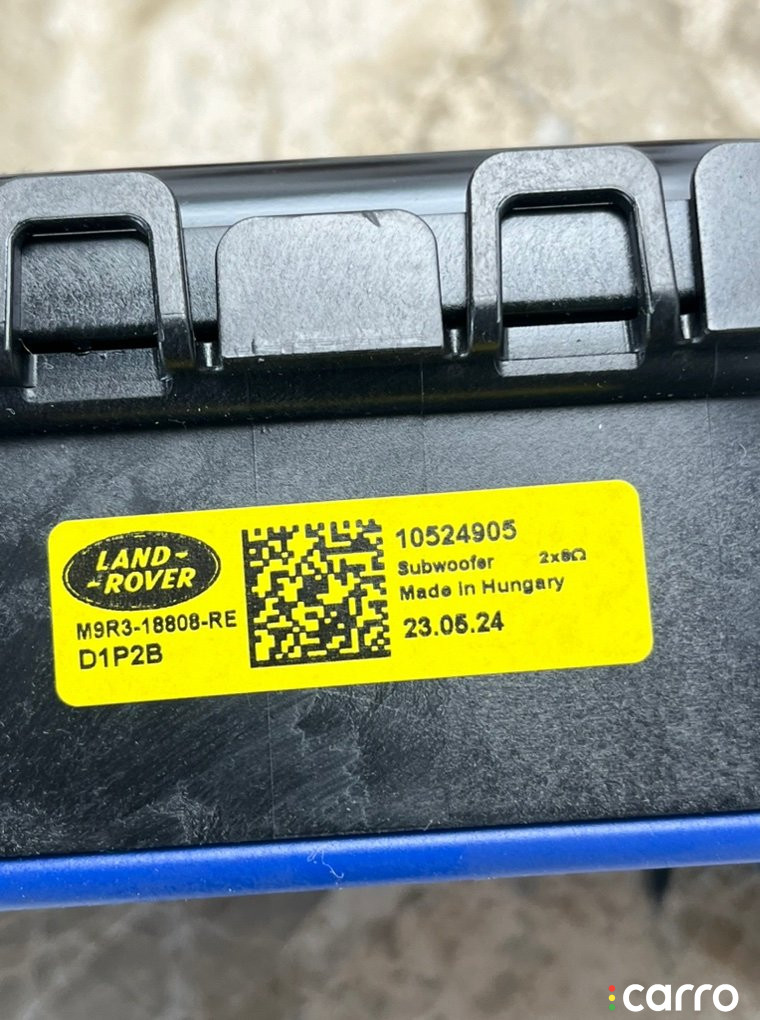 LAND-
-ROVER
M9R3-18808-RE
D1P2B
10524905
Subwoofer 2x8Ω
Made in Hungary
23.05.24
carro